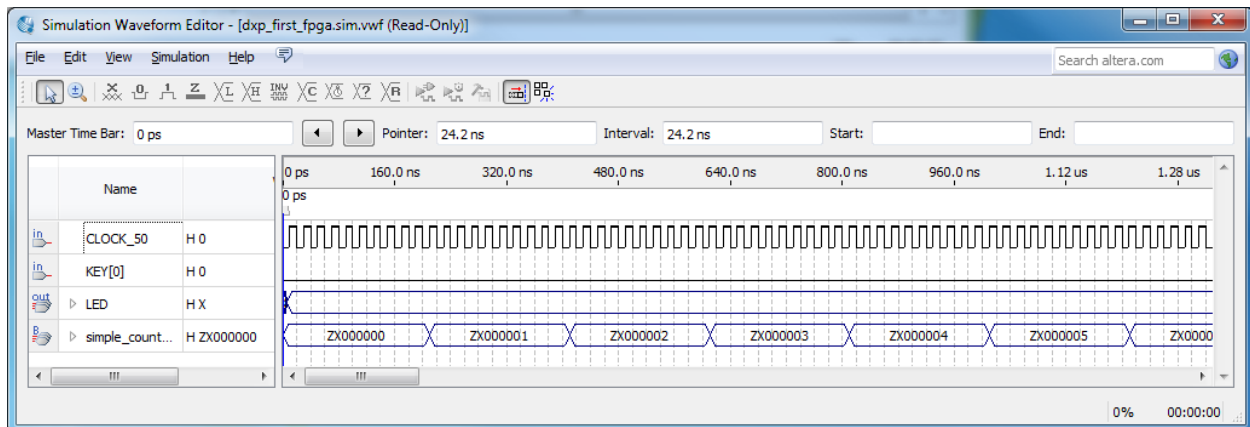 Simulation Waveform Editor - [dxp_first_fpga.sim.vwf (Read-Only)]
File Edit View Simulation Help Search altera.com
Master Time Bar: 0 ps Pointer: 24.2 ns Interval: 24.2 ns Start: End:
Name 0 ps 160.0 ns 320.0 ns 480.0 ns 640.0 ns 800.0 ns 960.0 ns 1.12 us 1.28 us
0 ps
in CLOCK_50 H 0
in KEY[0] H 0
out LED H X
B simple_count... H ZX000000 ZX000000 ZX000001 ZX000002 ZX000003 ZX000004 ZX000005 ZX0000
0% 00:00:00